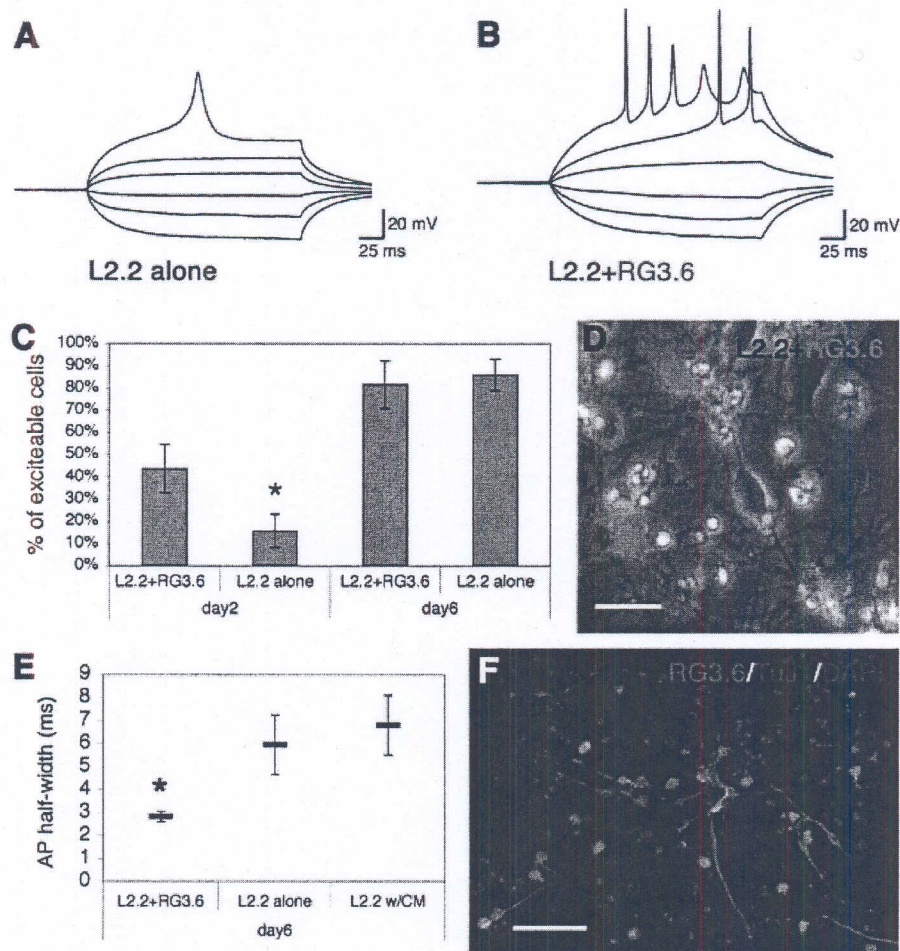 A
20 mV
25 ms
L2.2 alone
B
20 mV
25 ms
L2.2+RG3.6
C
% of exciteable cells
100%
90%
80%
70%
60%
50%
40%
30%
20%
10%
0%
*
L2.2+RG3.6 L2.2 alone L2.2+RG3.6 L2.2 alone
day2 day6
D
L2.2+RG3.6
E
AP half-width (ms)
9
8
7
6
5
4
3
2
1
0
*
L2.2+RG3.6 L2.2 alone L2.2 w/CM
day6
F
RG3.6/